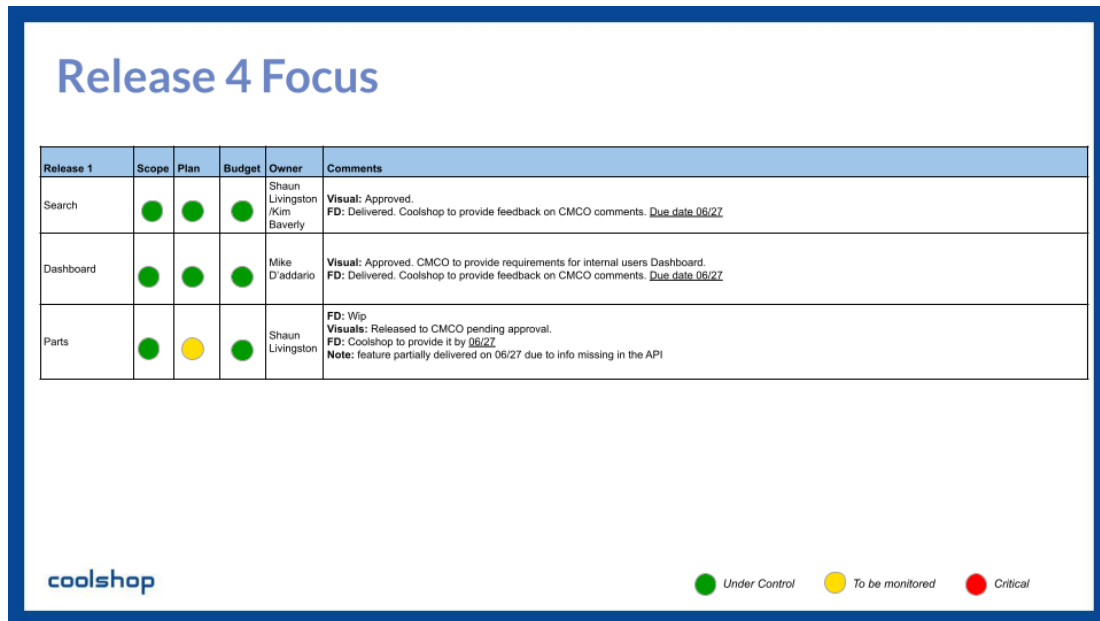 Release 4 Focus
Release 1 Scope Plan Budget Owner Comments
Search
Shaun
Livingston
/Kim
Baverly
Visual: Approved.
FD: Delivered. Coolshop to provide feedback on CMCO comments. Due date 06/27
Dashboard
Mike
D'addario
Visual: Approved. CMCO to provide requirements for internal users Dashboard.
FD: Delivered. Coolshop to provide feedback on CMCO comments. Due date 06/27
Parts
Shaun
Livingston
FD: Wip
Visuals: Released to CMCO pending approval.
FD: Coolshop to provide it by 06/27
Note: feature partially delivered on 06/27 due to info missing in the API
coolshop
Under Control To be monitored Critical